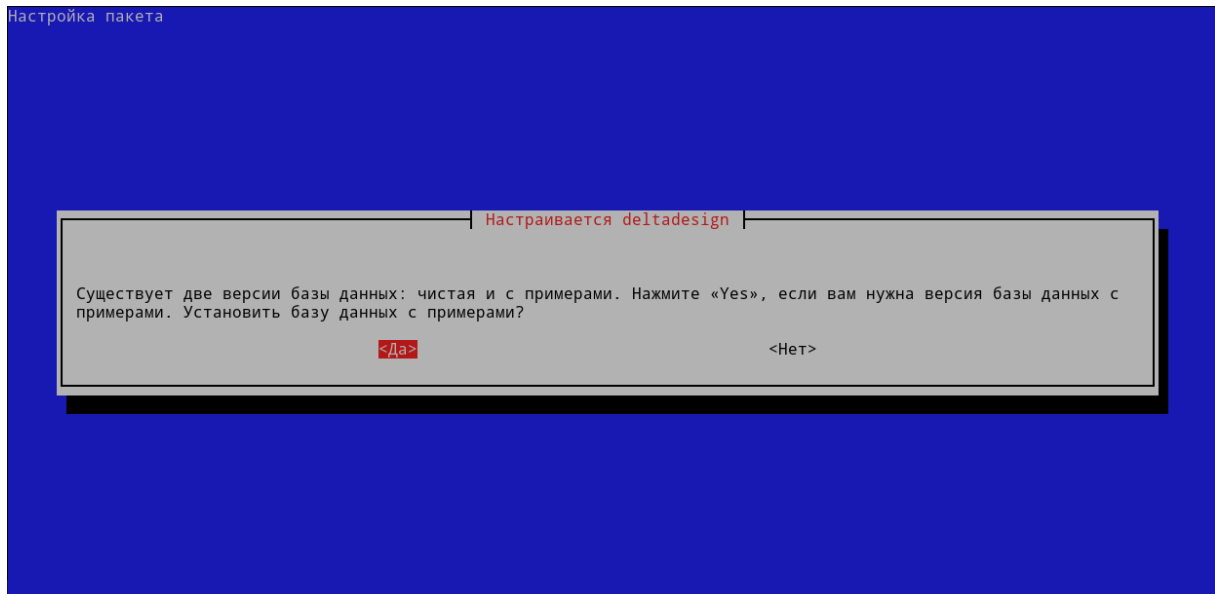 Настройка пакета
Настраивается deltadesign
Существует две версии базы данных: чистая и с примерами. Нажмите «Yes», если вам нужна версия базы данных с
примерами. Установить базу данных с примерами?
<Да> <Нет>